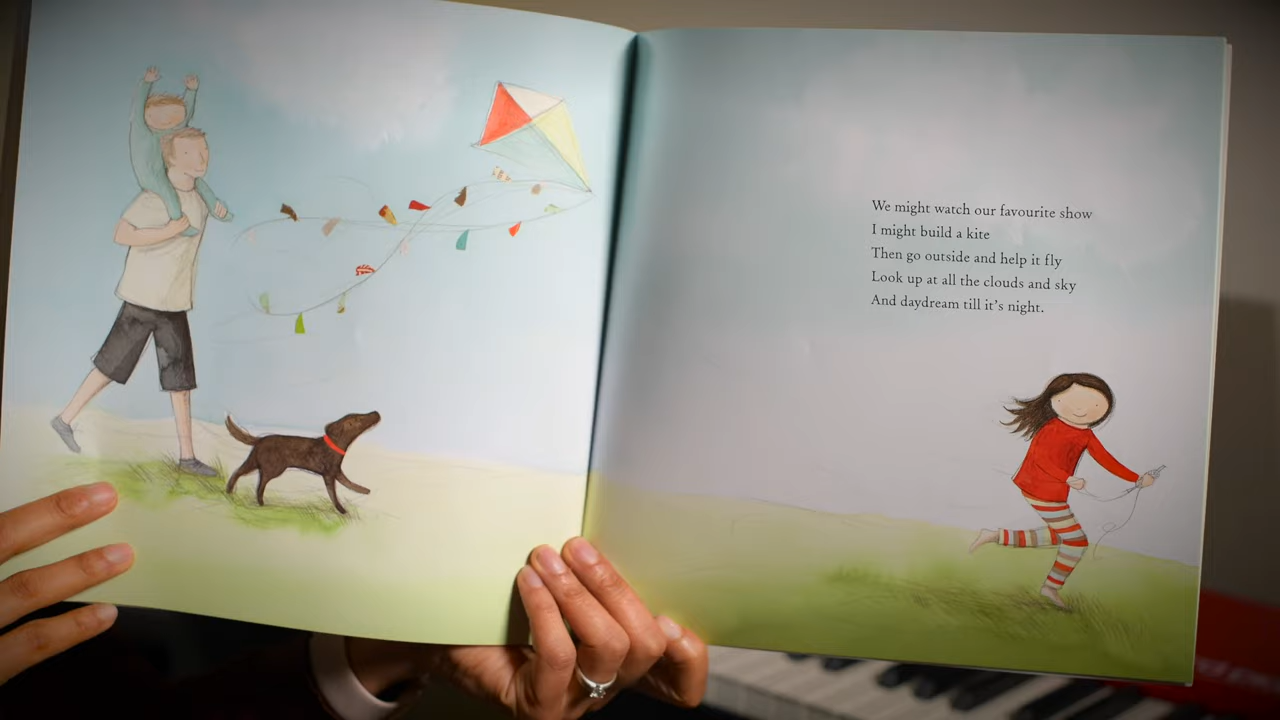 We might watch our favourite show
I might build a kite
Then go outside and help it fly
Look up at all the clouds and sky
And daydream till it's night.